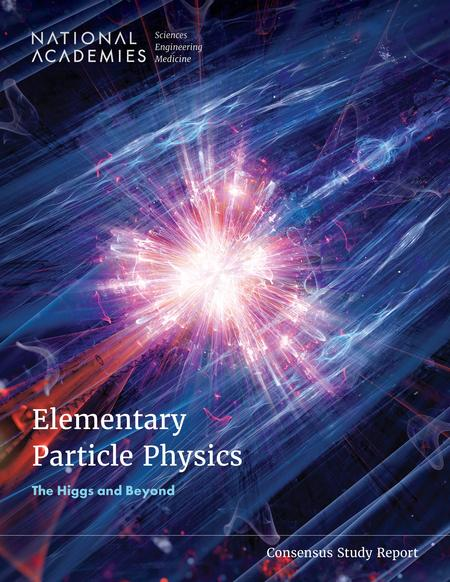 NATIONAL ACADEMIES
Sciences
Engineering
Medicine
Elementary
Particle Physics
The Higgs and Beyond
Consensus Study Report